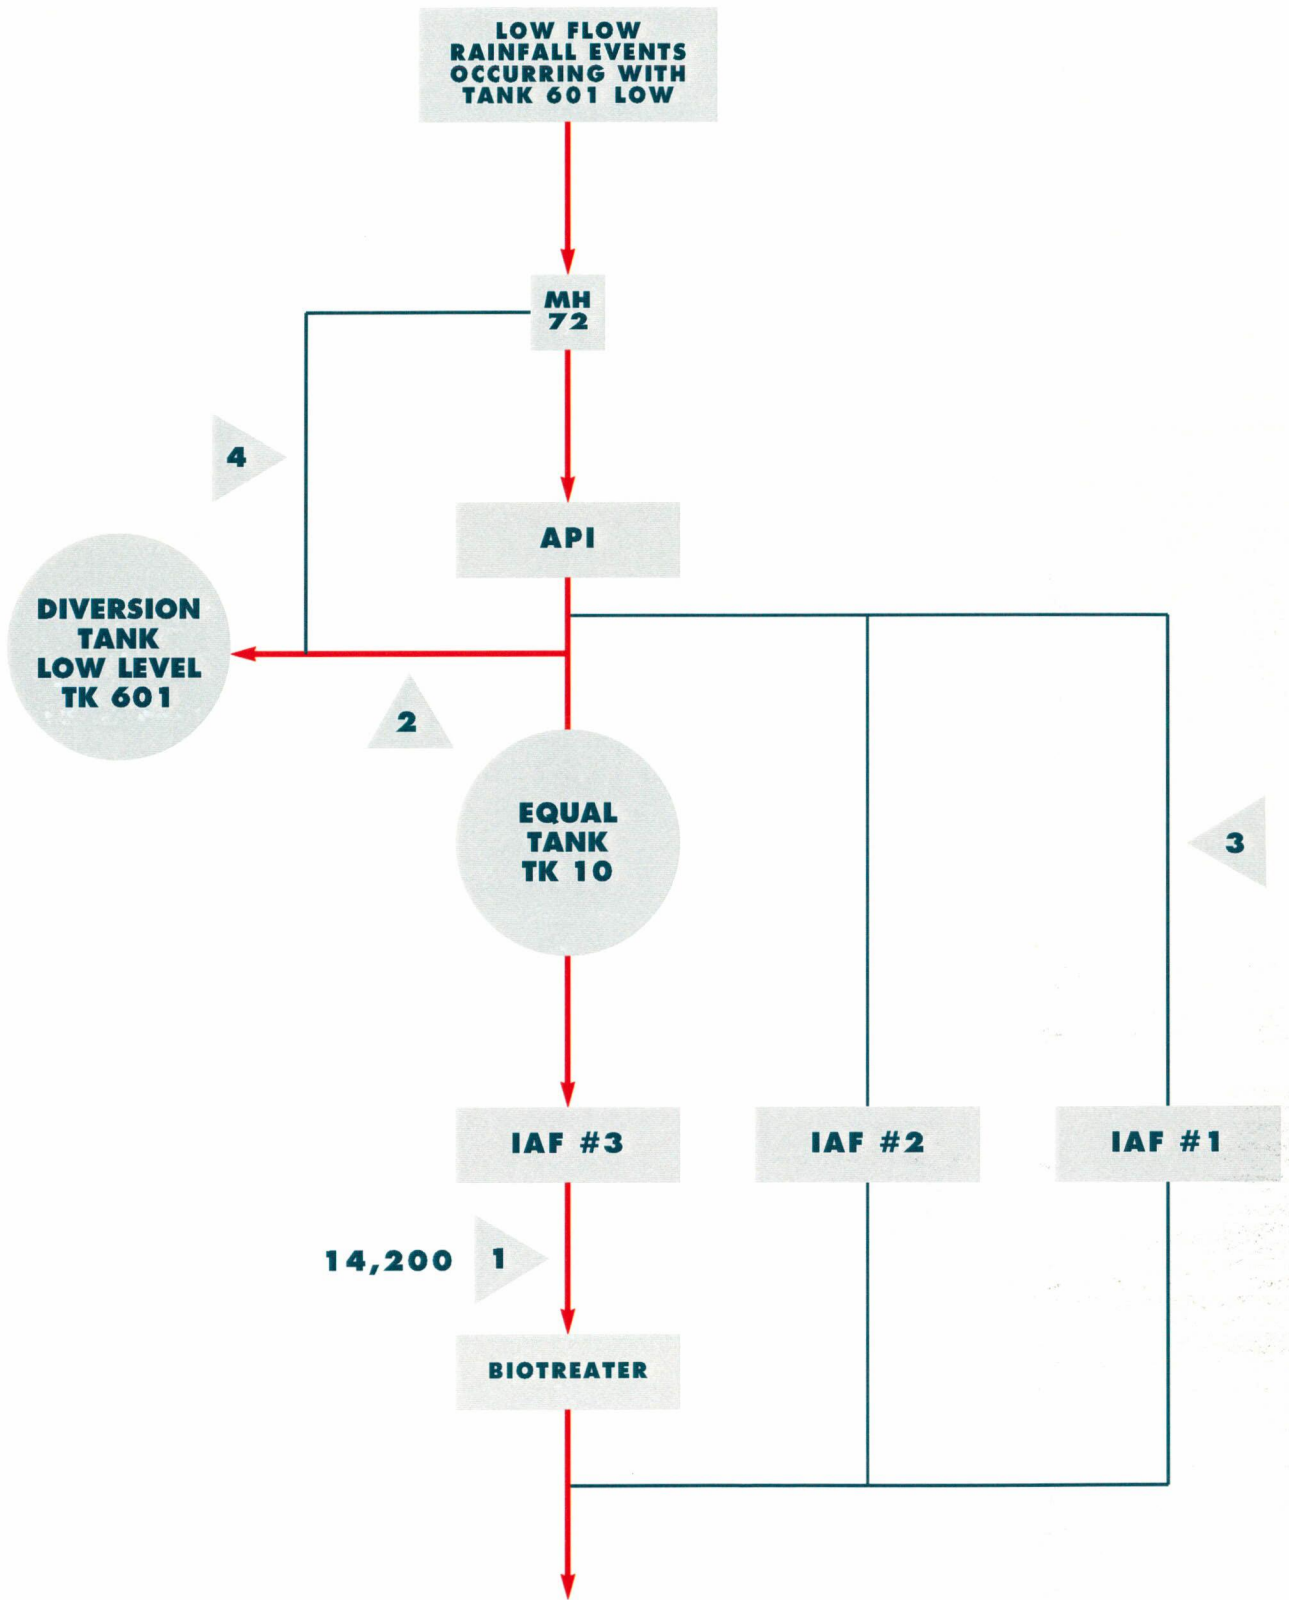 LOW FLOW
RAINFALL EVENTS
OCCURRING WITH
TANK 601 LOW
MH
72
4
API
DIVERSION
TANK
LOW LEVEL
TK 601
2
EQUAL
TANK
TK 10
3
IAF #3
IAF #2
IAF #1
14,200
1
BIOTREATER